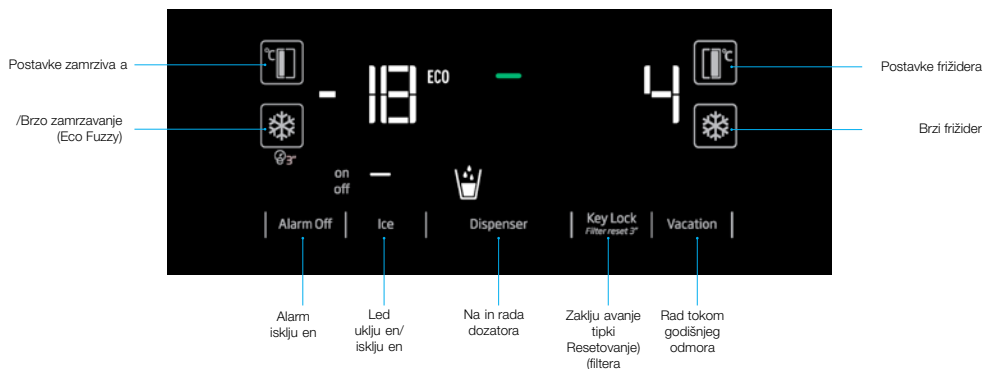 Postavke zamrziva a
/Brzo zamrzavanje
(Eco Fuzzy)
°C
- 18 ECO
3"
on
off
4
°C
Postavke frižidera
Brzi frižider
Alarm Off
Ice
Dispenser
Key Lock
Filter reset 3"
Vacation
Alarm
isklju en
Led
uklju en/
isklju en
Na in rada
dozatora
Zaklju avanje
tipki
Resetovanje)
(filtera
Rad tokom
godišnjeg
odmora